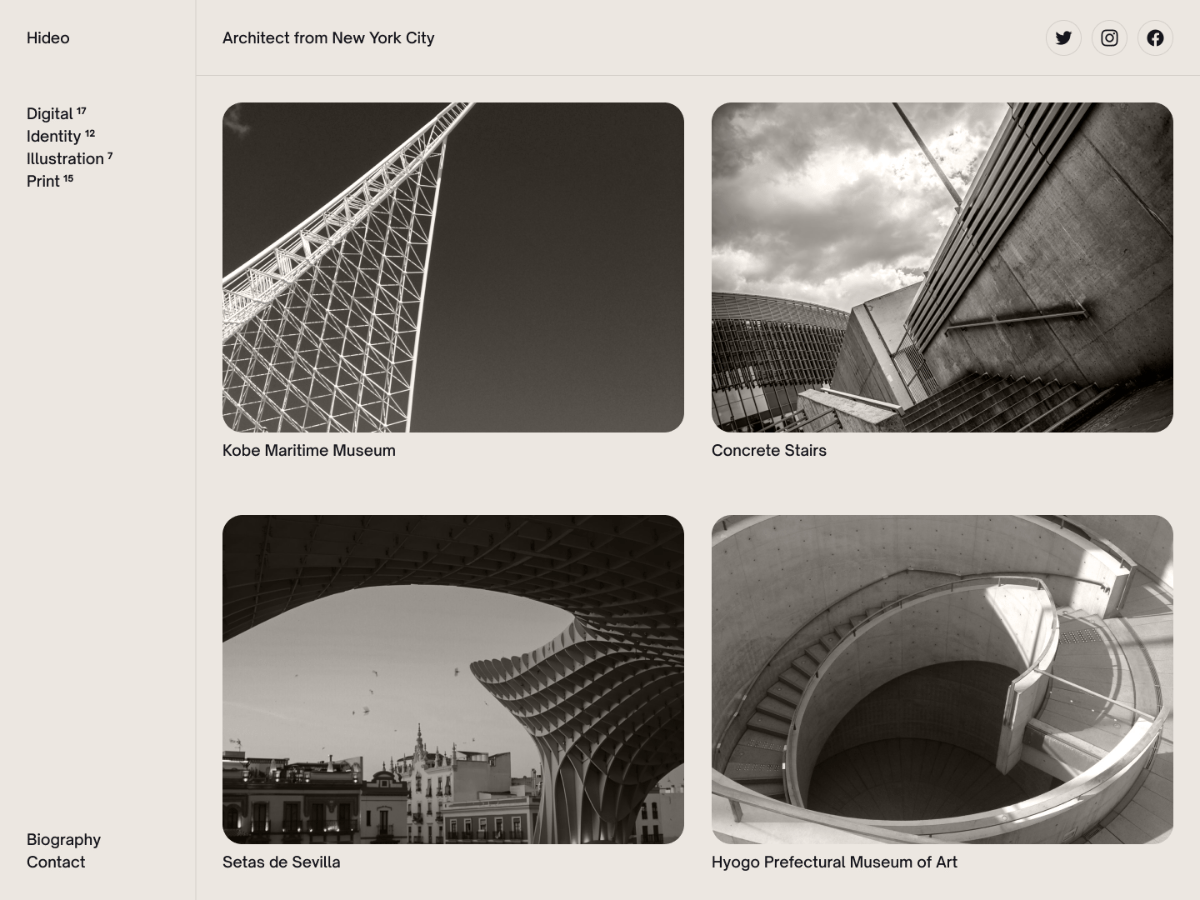 Hideo
Architect from New York City
Digital ¹⁷
Identity ¹²
Illustration ⁷
Print ¹⁵
Kobe Maritime Museum
Concrete Stairs
Setas de Sevilla
Hyogo Prefectural Museum of Art
Biography
Contact